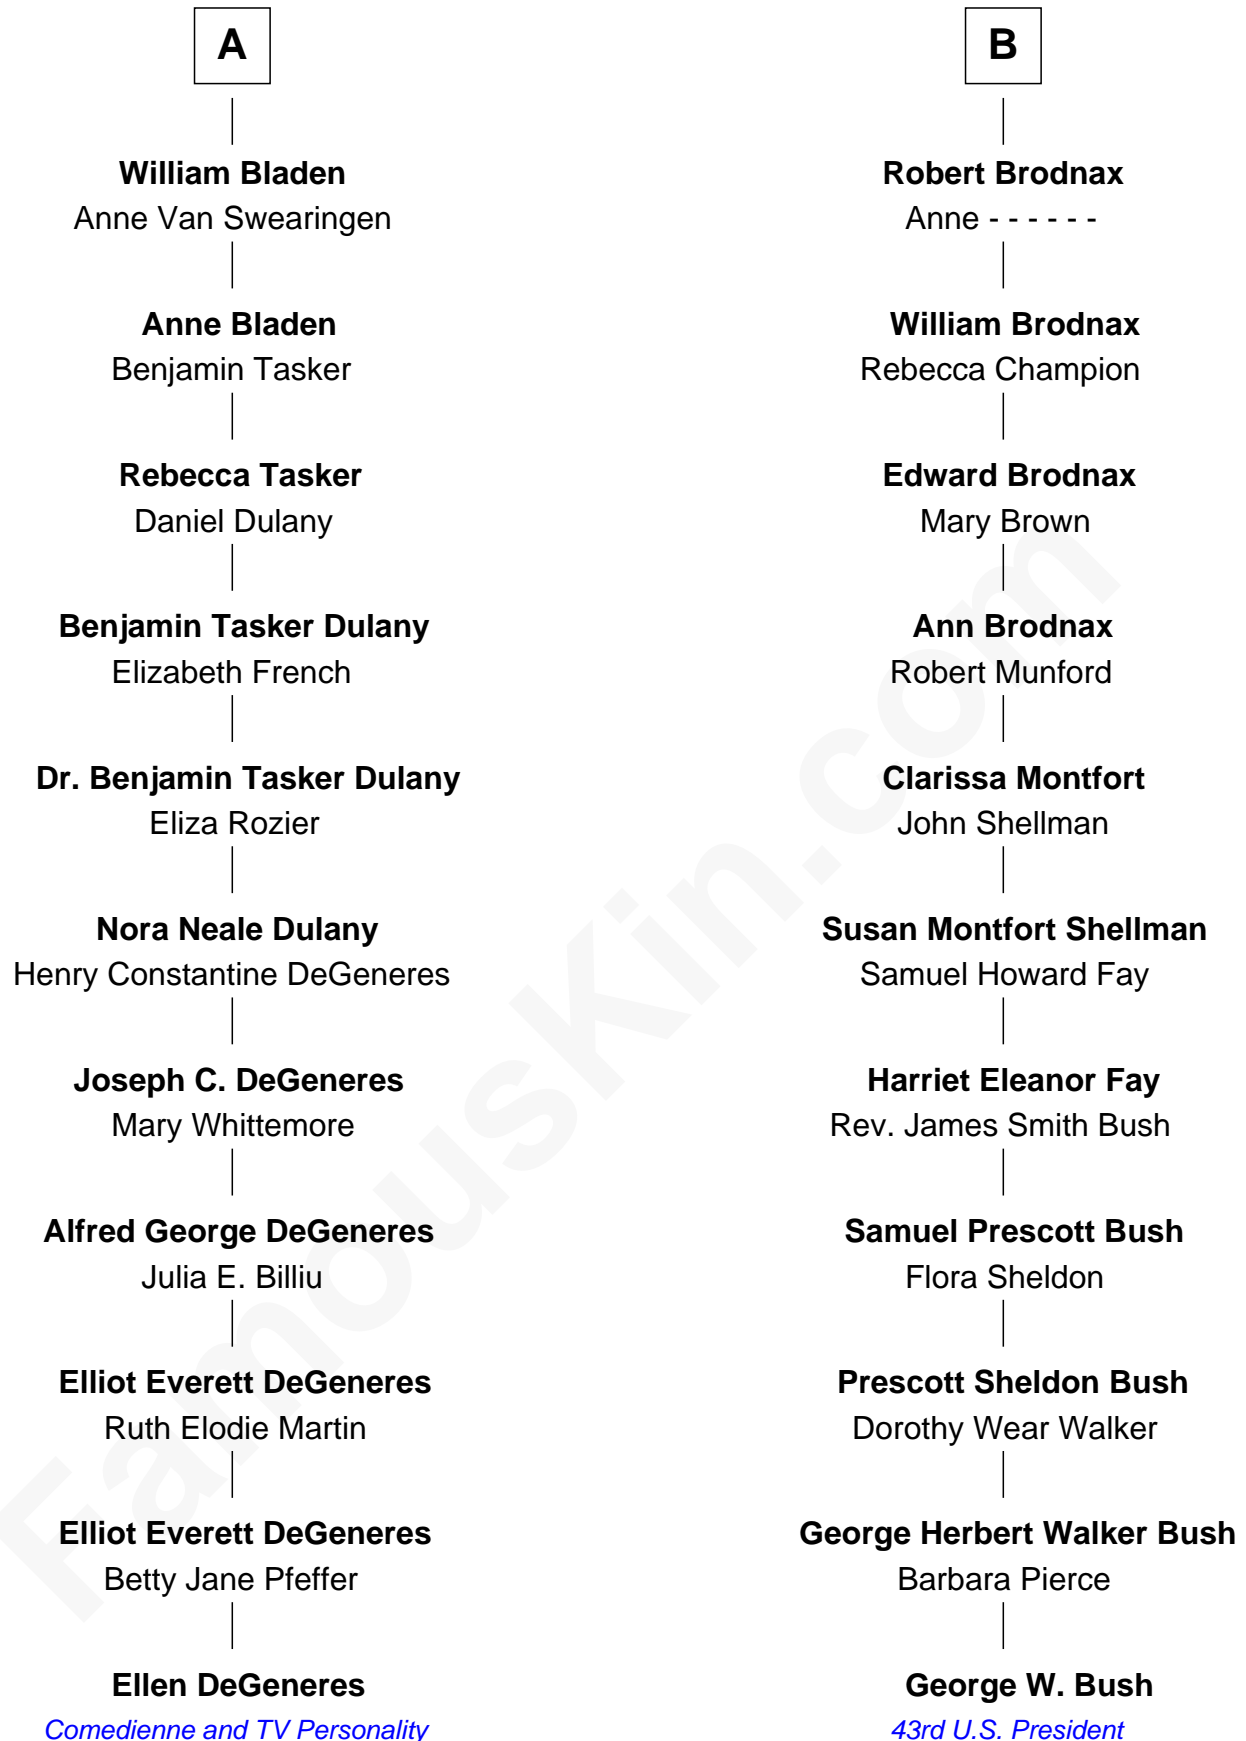 A
B
William Bladen
Anne Van Swearingen
Robert Brodnax
Anne - - - - - -
Anne Bladen
Benjamin Tasker
William Brodnax
Rebecca Champion
Rebecca Tasker
Daniel Dulany
Edward Brodnax
Mary Brown
Benjamin Tasker Dulany
Elizabeth French
Ann Brodnax
Robert Munford
Dr. Benjamin Tasker Dulany
Eliza Rozier
Clarissa Montfort
John Shellman
Nora Neale Dulany
Henry Constantine DeGeneres
Susan Montfort Shellman
Samuel Howard Fay
Joseph C. DeGeneres
Mary Whittemore
Harriet Eleanor Fay
Rev. James Smith Bush
Alfred George DeGeneres
Julia E. Billiu
Samuel Prescott Bush
Flora Sheldon
Elliot Everett DeGeneres
Ruth Elodie Martin
Prescott Sheldon Bush
Dorothy Wear Walker
Elliot Everett DeGeneres
Betty Jane Pfeffer
George Herbert Walker Bush
Barbara Pierce
Ellen DeGeneres
Comedienne and TV Personality
George W. Bush
43rd U.S. President
FamousKin.com